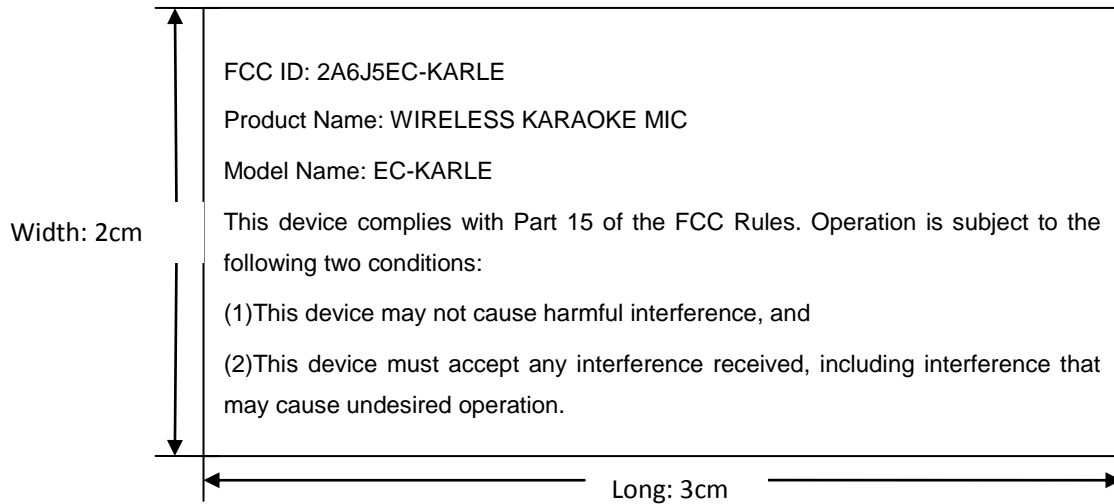 FCC ID: 2A6J5EC-KARLE
Product Name: WIRELESS KARAOKE MIC
Model Name: EC-KARLE
This device complies with Part 15 of the FCC Rules. Operation is subject to the
Width: 2cm
following two conditions:
(1)This device may not cause harmful interference, and
(2)This device must accept any interference received, including interference that
may cause undesired operation.
Long: 3cm